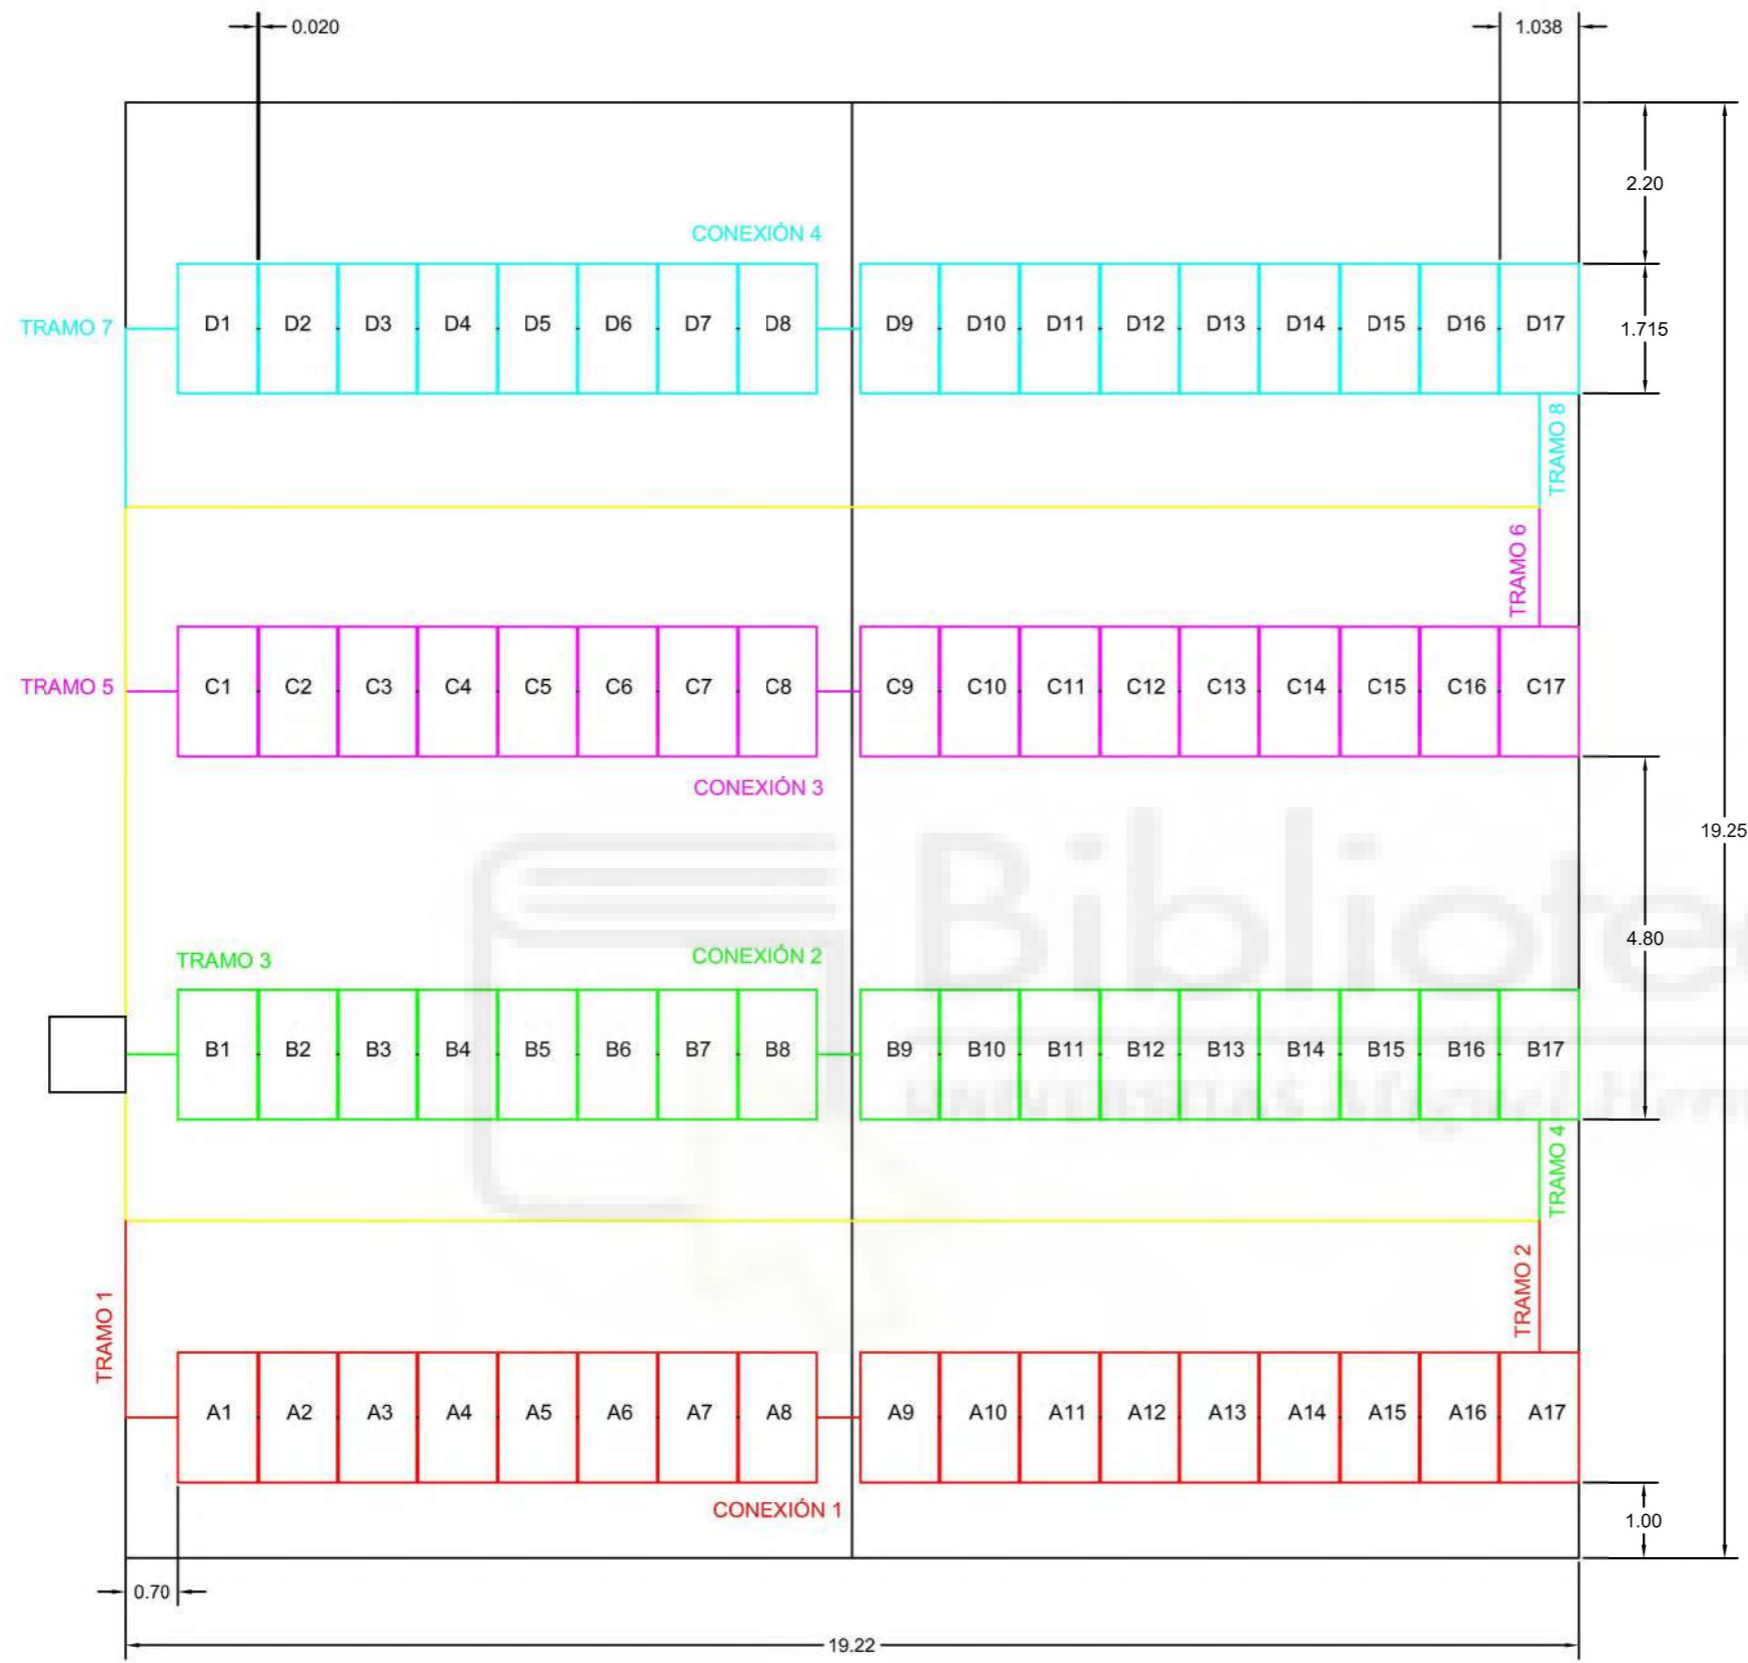 0.020
1.038
2.20
CONEXIÓN 4
TRAMO 7
D1 D2 D3 D4 D5 D6 D7 D8 D9 D10 D11 D12 D13 D14 D15 D16 D17
1.715
TRAMO 8
TRAMO 6
TRAMO 5
C1 C2 C3 C4 C5 C6 C7 C8 C9 C10 C11 C12 C13 C14 C15 C16 C17
CONEXIÓN 3
19.25
Bibliote
4.80
TRAMO 3
CONEXIÓN 2
B1 B2 B3 B4 B5 B6 B7 B8 B9 B10 B11 B12 B13 B14 B15 B16 B17
UNIVERSITAS Miguel
TRAMO 4
TRAMO 2
TRAMO 1
A1 A2 A3 A4 A5 A6 A7 A8 A9 A10 A11 A12 A13 A14 A15 A16 A17
CONEXIÓN 1
1.00
0.70
19.22